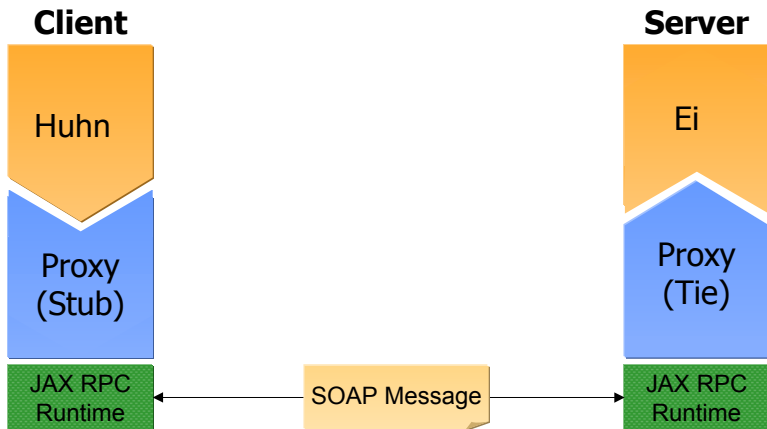 Client
Server
Huhn
Ei
Proxy
(Stub)
Proxy
(Tie)
JAX RPC
Runtime
SOAP Message
JAX RPC
Runtime